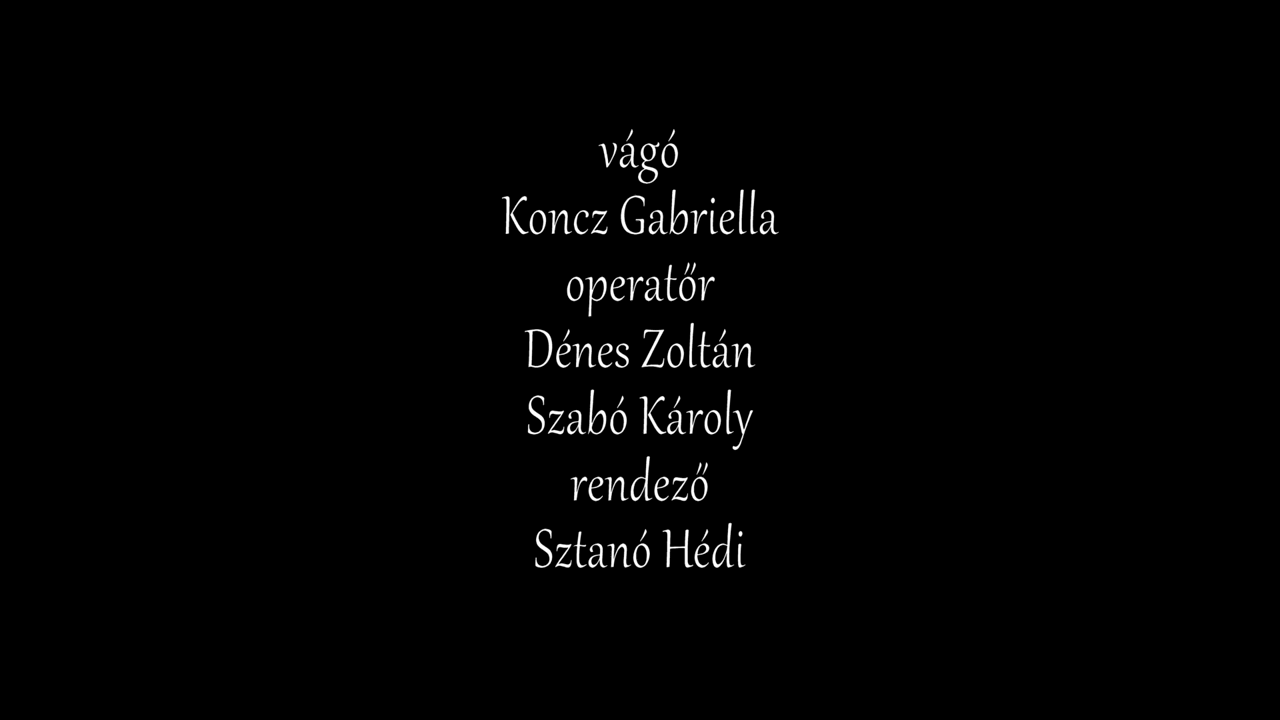 vágó
Koncz Gabriella
operatőr
Dénes Zoltán
Szabó Károly
rendező
Sztanó Hédi